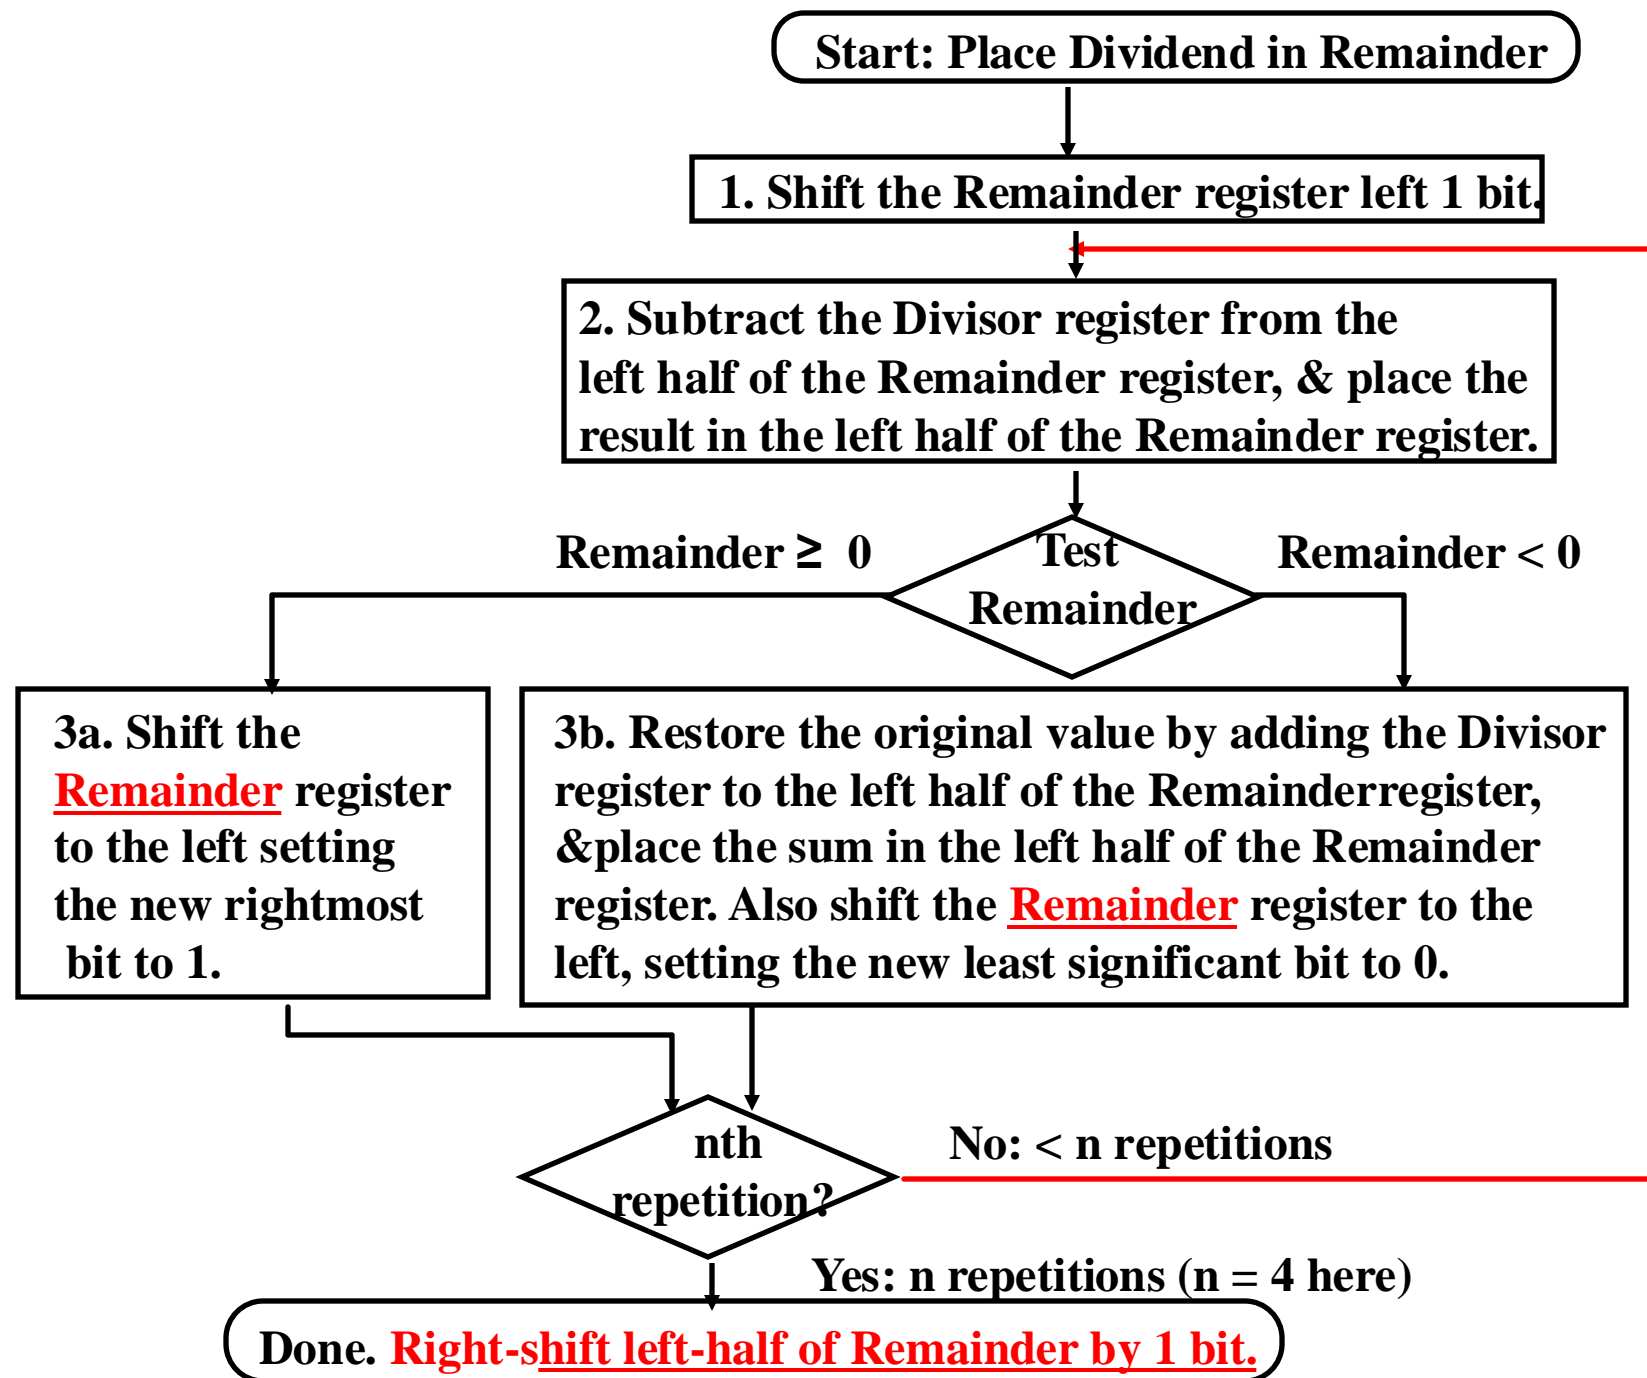 Start: Place Dividend in Remainder
1. Shift the Remainder register left 1 bit.
2. Subtract the Divisor register from the
left half of the Remainder register, & place the
result in the left half of the Remainder register.
Remainder ≥ 0
Test
Remainder
Remainder < 0
3a. Shift the
Remainder register
to the left setting
the new rightmost
bit to 1.
3b. Restore the original value by adding the Divisor
register to the left half of the Remainderregister,
&place the sum in the left half of the Remainder
register. Also shift the Remainder register to the
left, setting the new least significant bit to 0.
nth
repetition?
No: < n repetitions
Yes: n repetitions (n = 4 here)
Done. Right-shift left-half of Remainder by 1 bit.